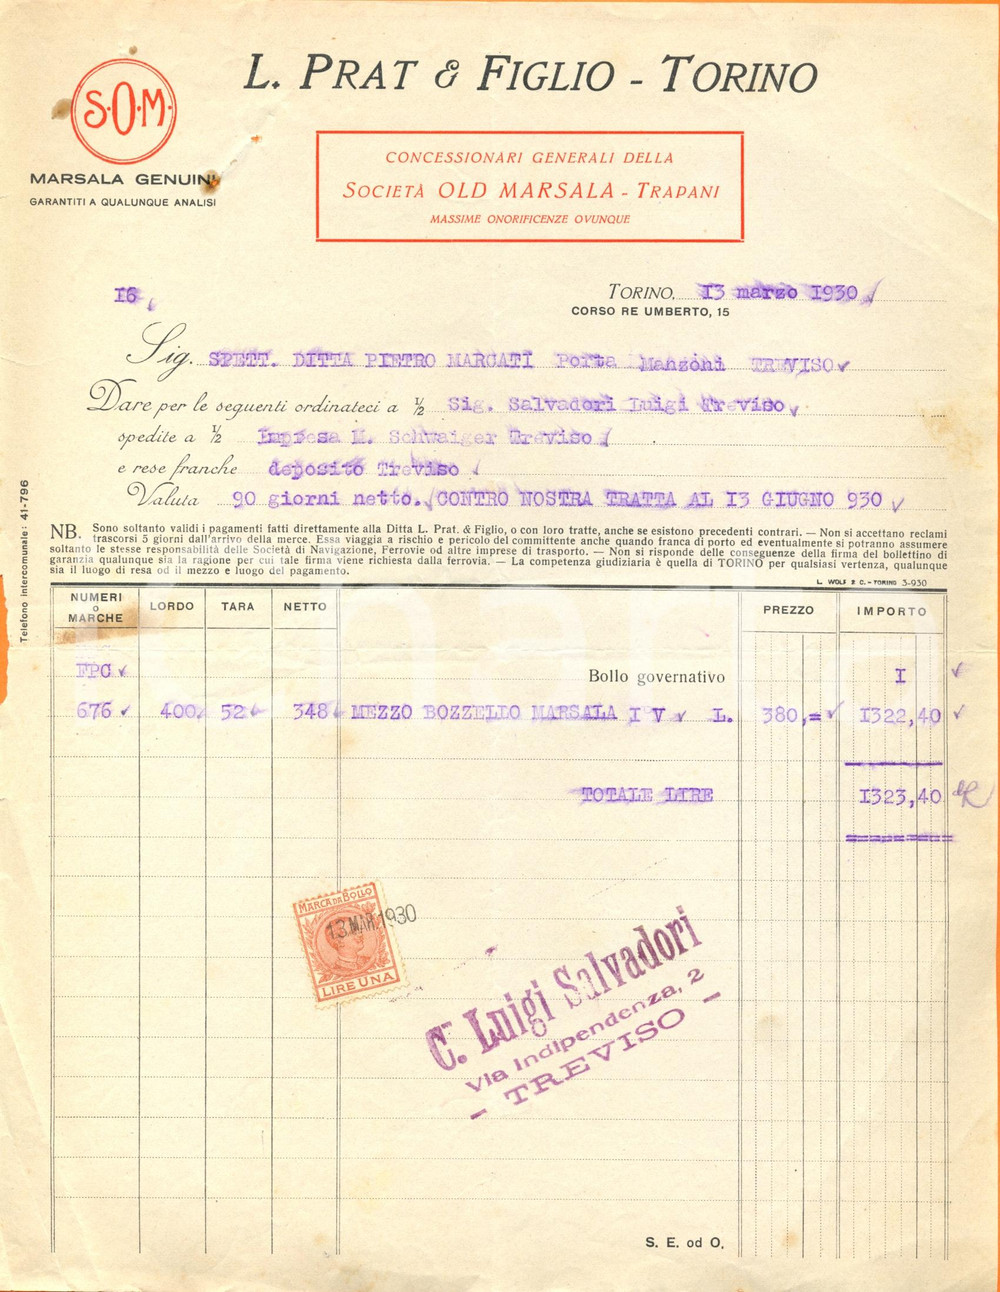 L. PRAT & FIGLIO - TORINO
S.O.M.
MARSALA GENUINI
GARANTITI A QUALUNQUE ANALISI
CONCESSIONARI GENERALI DELLA
SOCIETÀ OLD MARSALA - TRAPANI
MASSIME ONORIFICENZE OVUNQUE
16
TORINO, 13 marzo 1930
CORSO RE UMBERTO, 15
Sig. SPETT. DITTA PIETRO MARCATI Porta Manzoni TREVISO
Dare per le seguenti ordinateci a ½ Sig. Salvadori Luigi Treviso
spedite a ½ Impresa M. Schwaiger Treviso
e rese franche deposito Treviso
Valuta 90 giorni netto. CONTRO NOSTRA TRATTA AL 13 GIUGNO 930
NB. Sono soltanto validi i pagamenti fatti direttamente alla Ditta L. Prat. & Figlio, o con loro tratte, anche se esistono precedenti contrari. — Non si accettano reclami
trascorsi 5 giorni dall'arrivo della merce. Essa viaggia a rischio e pericolo del committente anche quando franca di porto ed eventualmente si potranno assumere
soltanto le stesse responsabilità delle Società di Navigazione, Ferrovie od altre imprese di trasporto. — Non si risponde delle conseguenze della firma del bollettino di
garanzia qualunque sia la ragione per cui tale firma viene richiesta dalla ferrovia. — La competenza giudiziaria è quella di TORINO per qualsiasi vertenza, qualunque
sia il luogo di resa od il mezzo e luogo del pagamento.
L. WOLF & C. - TORINO 3-930
Telefono intercomunale: 41-796
NUMERI o MARCHE LORDO TARA NETTO PREZZO IMPORTO
FPC Bollo governativo I
676 400 52 348 MEZZO BOZZELLO MARSALA I V L. 380,= 1322,40
TOTALE LIRE 1323,40
MARCA DA BOLLO
13.MAR.1930
LIRE UNA
C. Luigi Salvadori
Via Indipendenza, 2
- TREVISO -
S. E. od O.